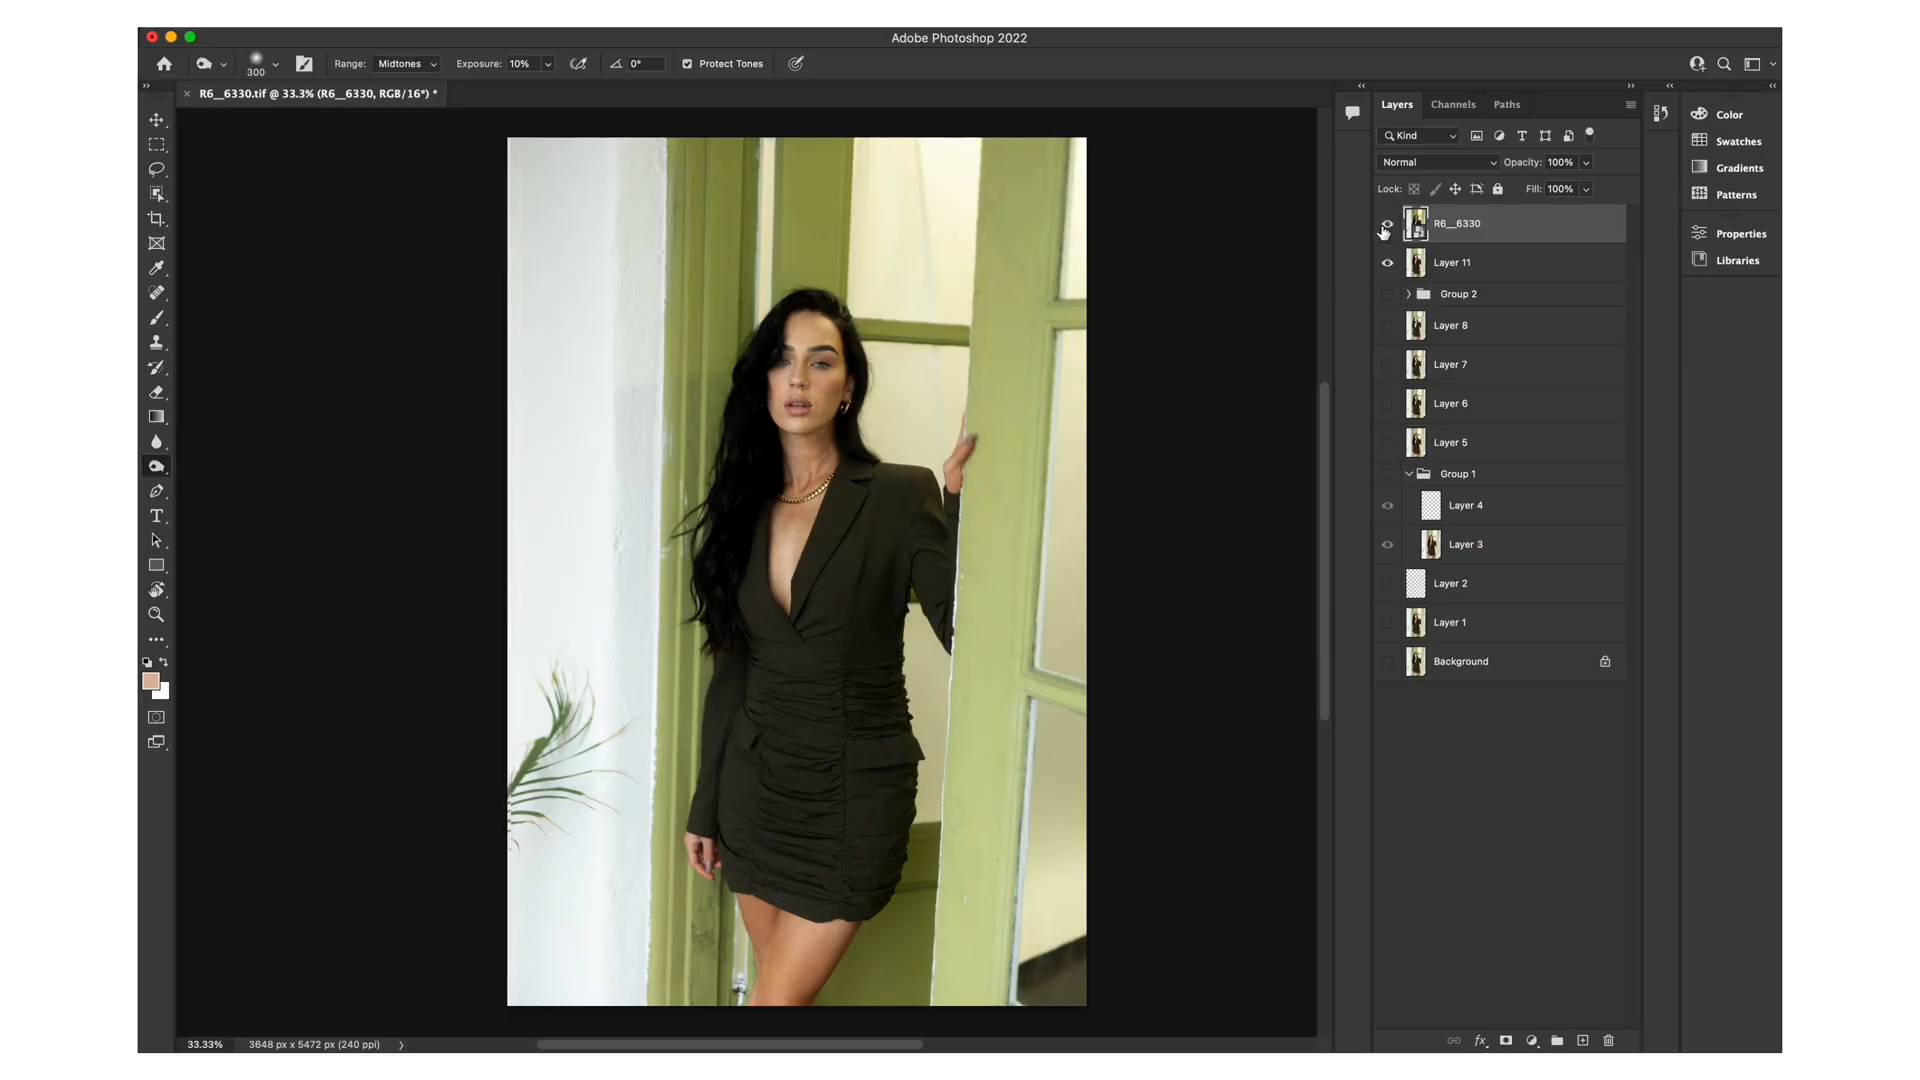 Adobe Photoshop 2022
300
Range: Midtones
Exposure: 10%
0°
Protect Tones
R6__6330.tif @ 33.3% (R6__6330, RGB/16*) *
Layers
Channels
Paths
Kind
Normal
Opacity: 100%
Lock:
Fill: 100%
R6__6330
Layer 11
Group 2
Layer 8
Layer 7
Layer 6
Layer 5
Group 1
Layer 4
Layer 3
Layer 2
Layer 1
Background
fx
Color
Swatches
Gradients
Patterns
Properties
Libraries
33.33%
3648 px x 5472 px (240 ppi)